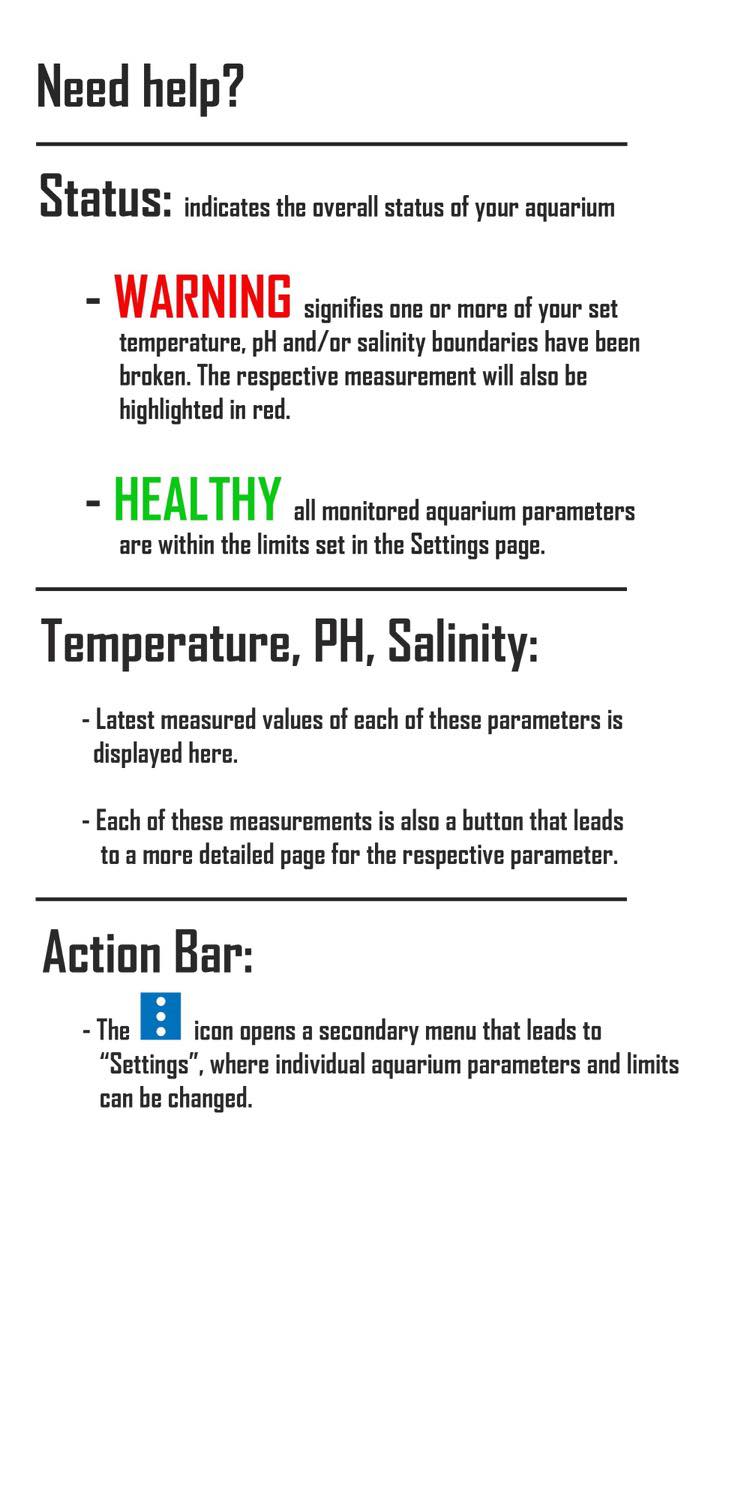 Need help?
Status: indicates the overall status of your aquarium
- WARNING signifies one or more of your set
temperature, pH and/or salinity boundaries have been
broken. The respective measurement will also be
highlighted in red.
- HEALTHY all monitored aquarium parameters
are within the limits set in the Settings page.
Temperature, PH, Salinity:
- Latest measured values of each of these parameters is
displayed here.
- Each of these measurements is also a button that leads
to a more detailed page for the respective parameter.
Action Bar:
- The icon opens a secondary menu that leads to
“Settings”, where individual aquarium parameters and limits
can be changed.